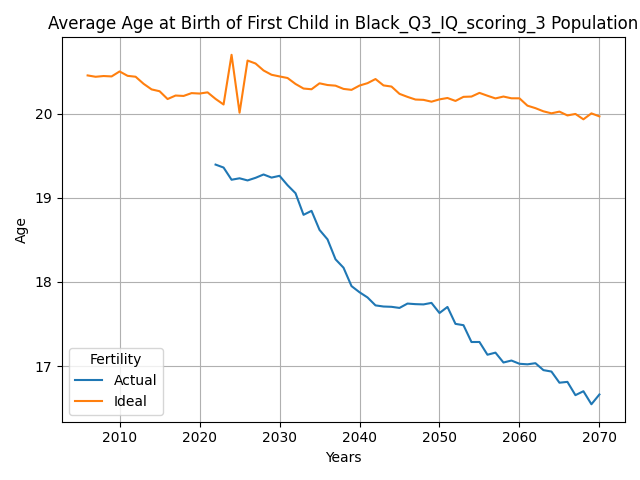 Average Age at Birth of First Child in Black_Q3_IQ_scoring_3 Population
Age
20
19
18
17
Fertility
Actual
Ideal
2010 2020 2030 2040 2050 2060 2070
Years